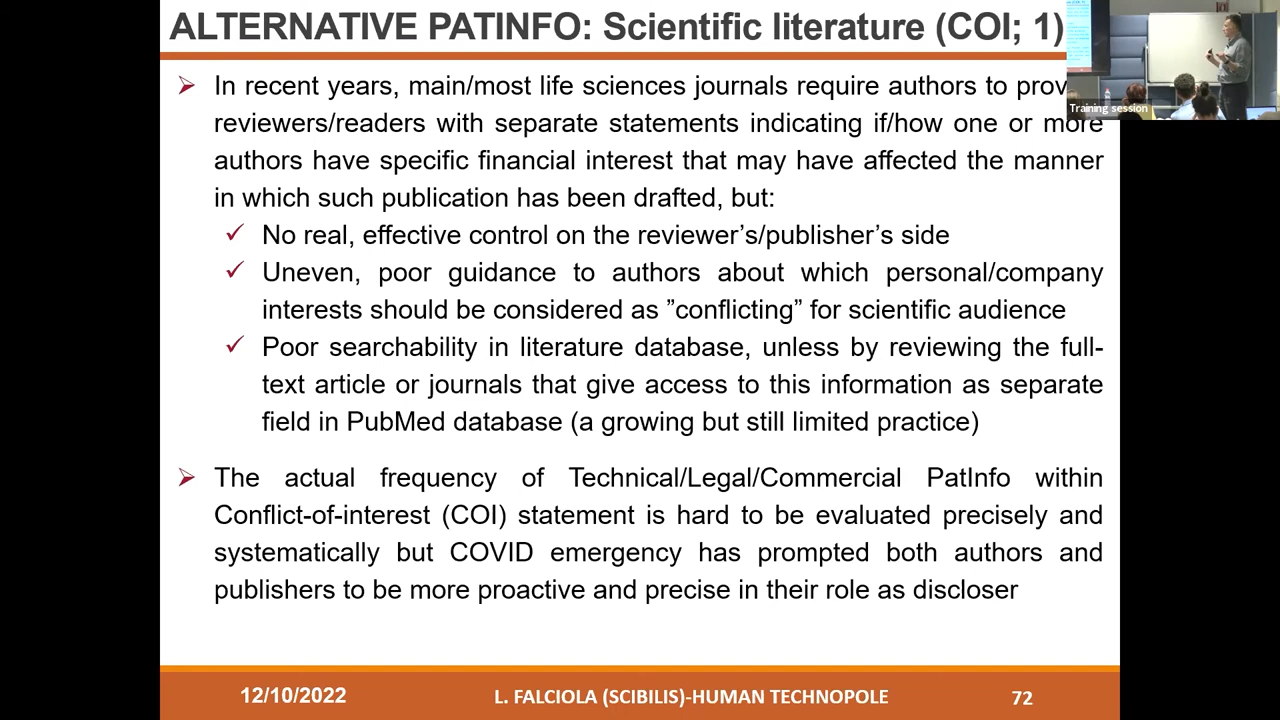 ALTERNATIVE PATINFO: Scientific literature (COI; 1)
Training session
➢ In recent years, main/most life sciences journals require authors to prov
reviewers/readers with separate statements indicating if/how one or more
authors have specific financial interest that may have affected the manner
in which such publication has been drafted, but:
✓ No real, effective control on the reviewer's/publisher's side
✓ Uneven, poor guidance to authors about which personal/company
interests should be considered as ”conflicting” for scientific audience
✓ Poor searchability in literature database, unless by reviewing the full-
text article or journals that give access to this information as separate
field in PubMed database (a growing but still limited practice)
➢ The actual frequency of Technical/Legal/Commercial PatInfo within
Conflict-of-interest (COI) statement is hard to be evaluated precisely and
systematically but COVID emergency has prompted both authors and
publishers to be more proactive and precise in their role as discloser
12/10/2022 L. FALCIOLA (SCIBILIS)-HUMAN TECHNOPOLE 72